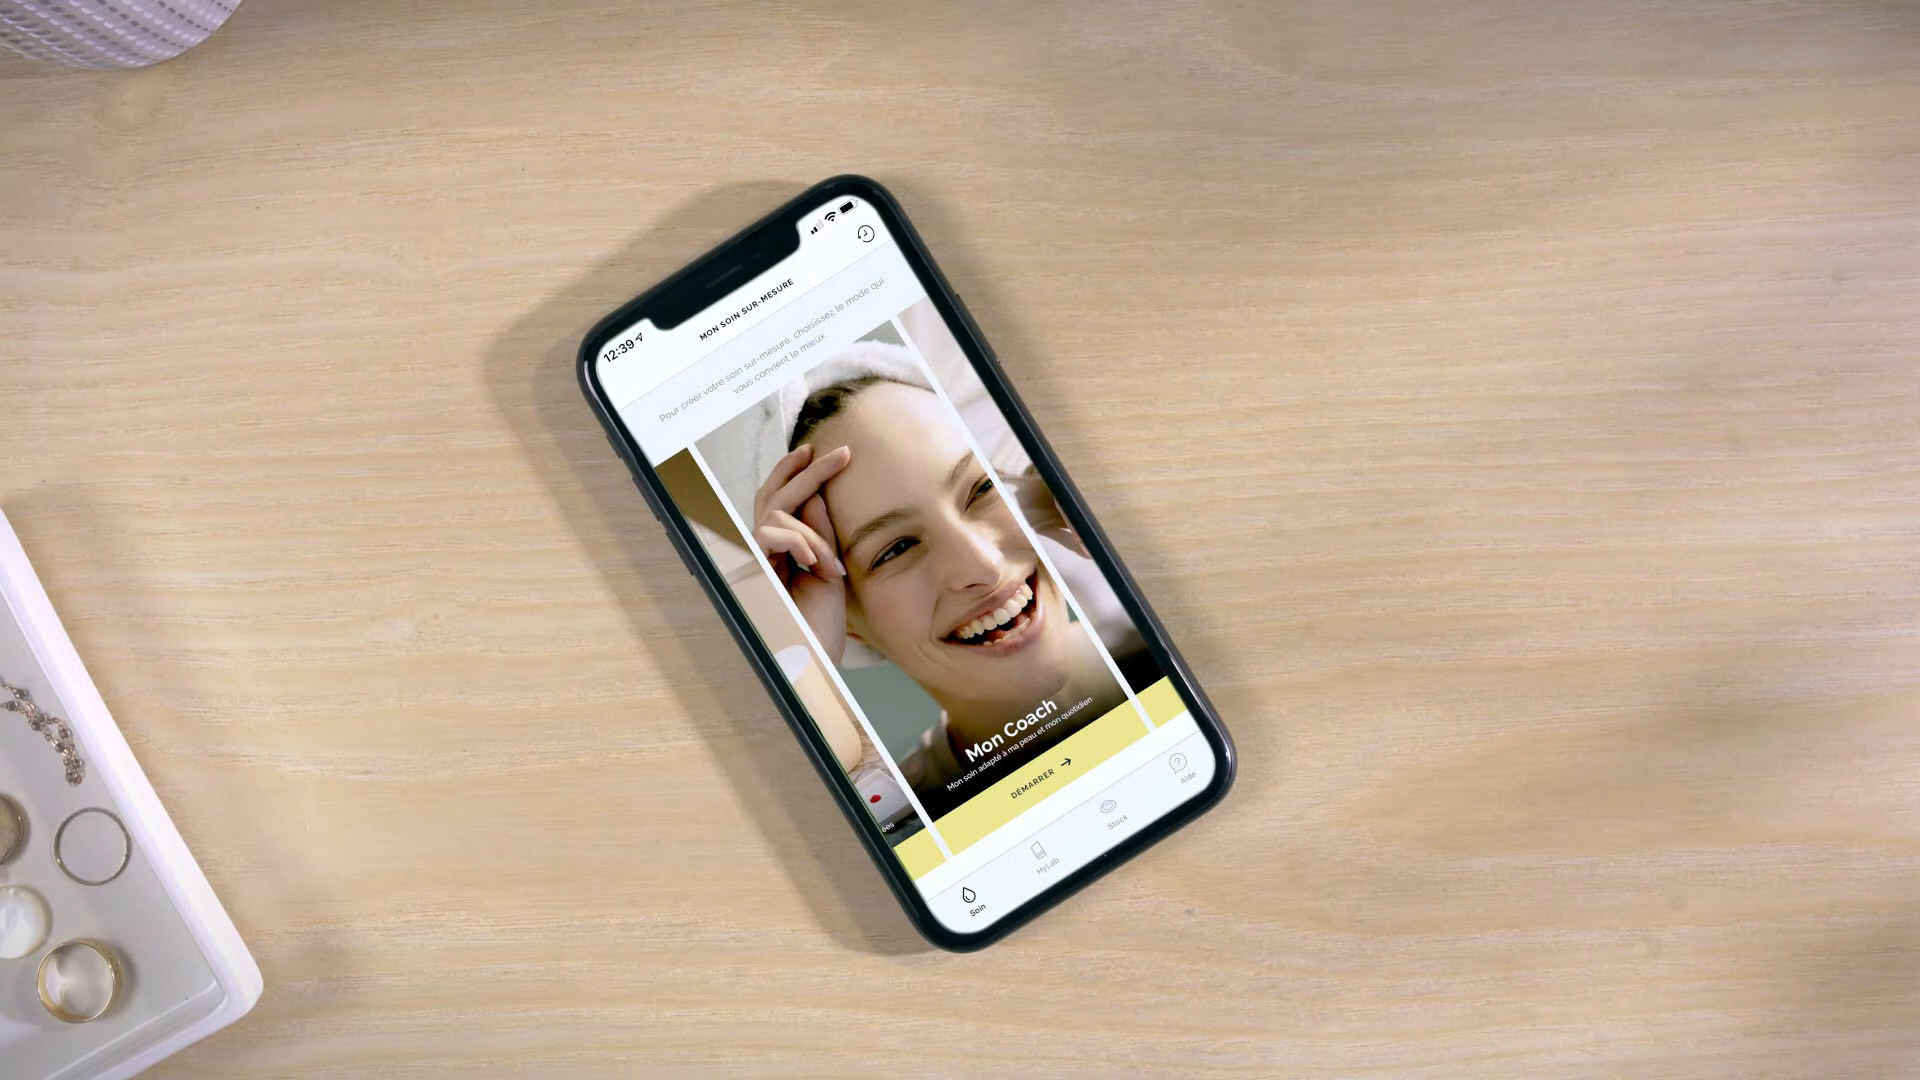 12:39
MON SOIN SUR-MESURE
Pour créer votre soin sur-mesure, choisissez le mode qui
vous convient le mieux.
Mon Coach
Mon soin adapté à ma peau et mon quotidien
DÉMARRER →
Soin
MyLab
Stock
Aide